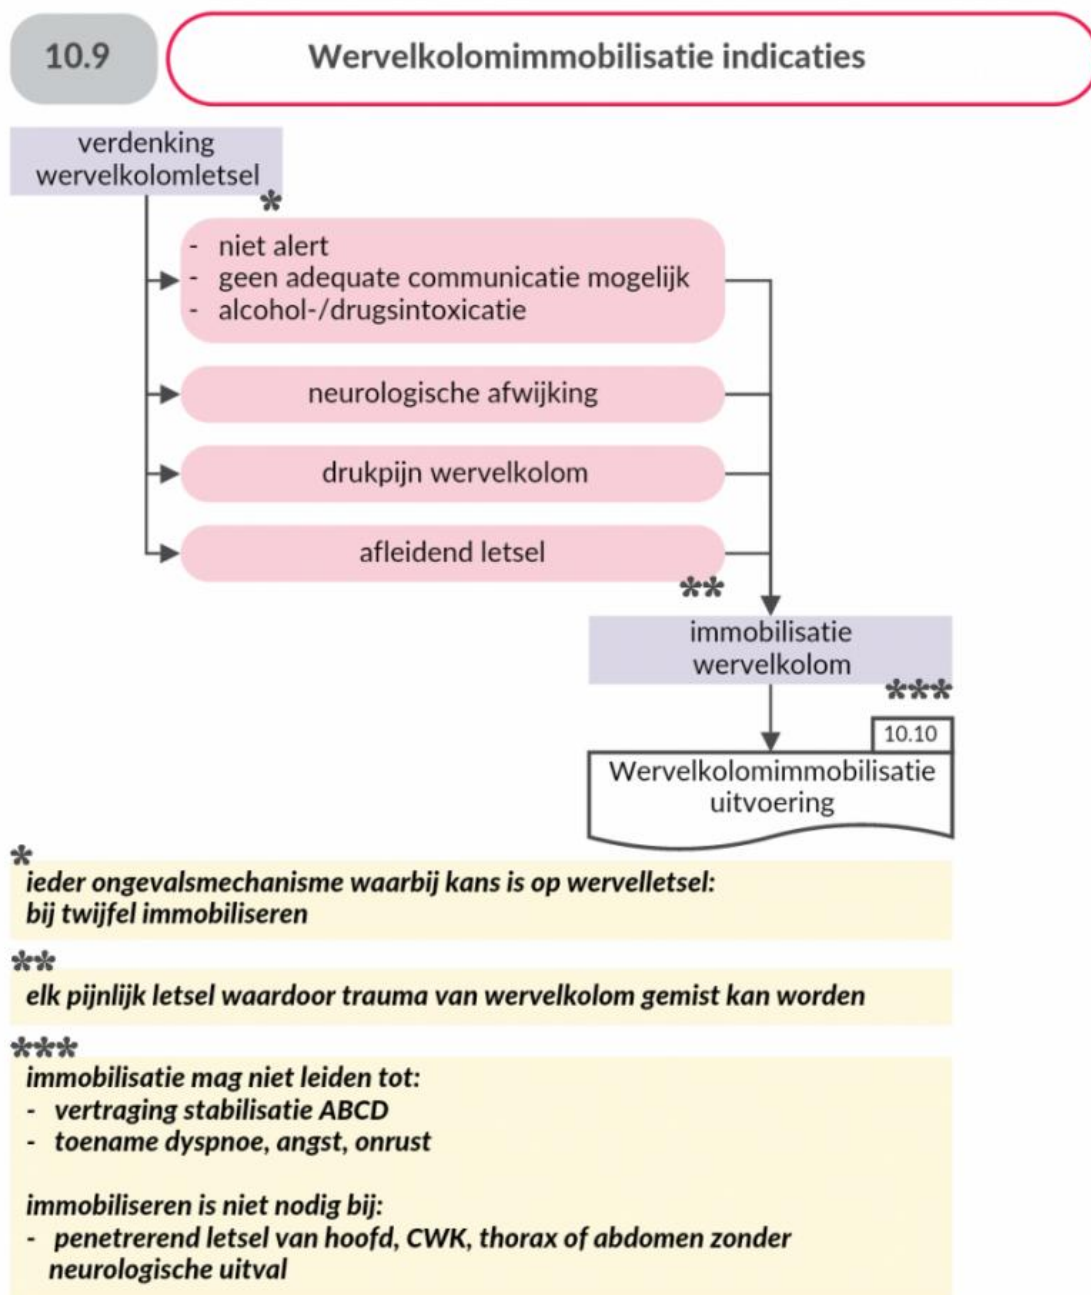 10.9
Wervelkolomimmobilisatie indicaties
verdenking
wervelkolomletsel
*
- niet alert
- geen adequate communicatie mogelijk
- alcohol-/drugsintoxicatie
neurologische afwijking
drukpijn wervelkolom
afleidend letsel
**
immobilisatie
wervelkolom
***
10.10
Wervelkolomimmobilisatie
uitvoering
*
ieder ongevalsmechanisme waarbij kans is op wervelletsel:
bij twijfel immobiliseren
**
elk pijnlijk letsel waardoor trauma van wervelkolom gemist kan worden
***
immobilisatie mag niet leiden tot:
- vertraging stabilisatie ABCD
- toename dyspnoe, angst, onrust
immobiliseren is niet nodig bij:
- penetrerend letsel van hoofd, CWK, thorax of abdomen zonder
neurologische uitval